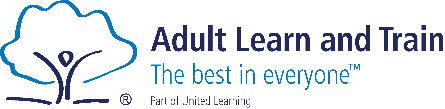 Adult Learn and Train
The best in everyone™
® Part of United Learning